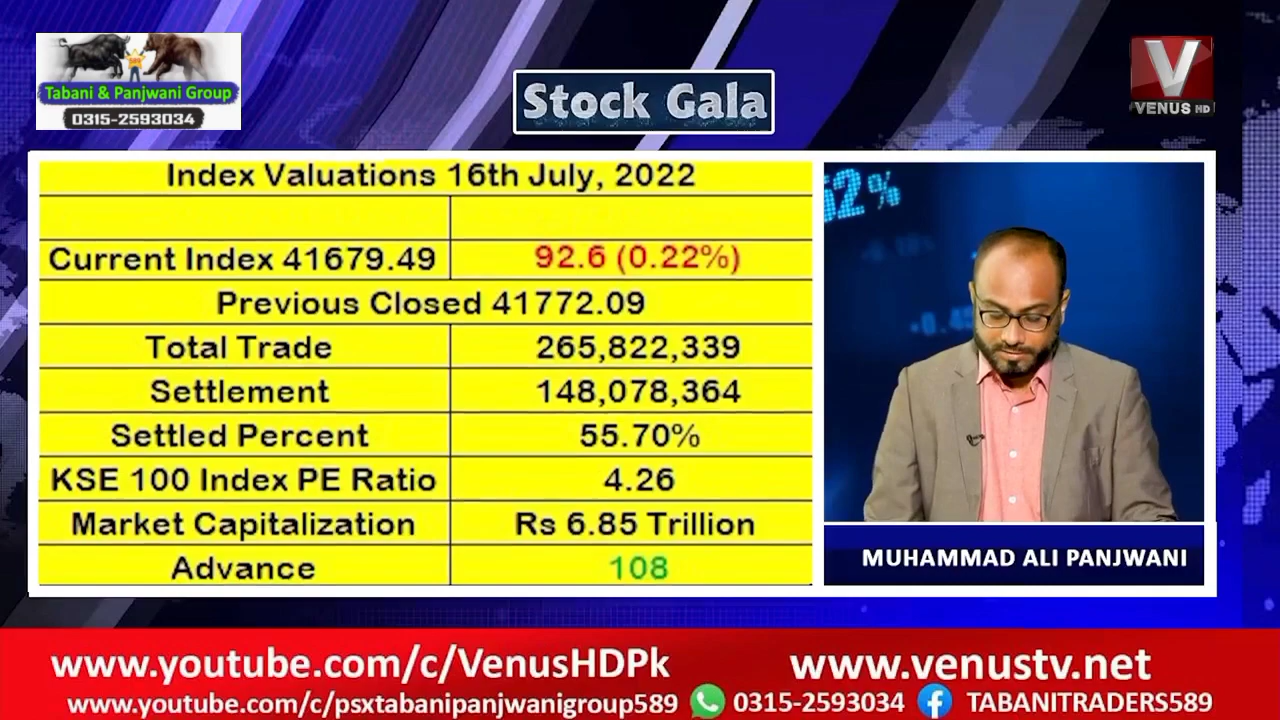 Tabani & Panjwani Group
0315-2593034
Stock Gala
V
VENUS HD
Index Valuations 16th July, 2022
Current Index 41679.49 92.6 (0.22%)
Previous Closed 41772.09
Total Trade 265,822,339
Settlement 148,078,364
Settled Percent 55.70%
KSE 100 Index PE Ratio 4.26
Market Capitalization Rs 6.85 Trillion
Advance 108
52%
MUHAMMAD ALI PANJWANI
www.youtube.com/c/VenusHDPk www.venustv.net
www.youtube.com/c/psxtabanipanjwanigroup589 0315-2593034 TABANITRADERS589